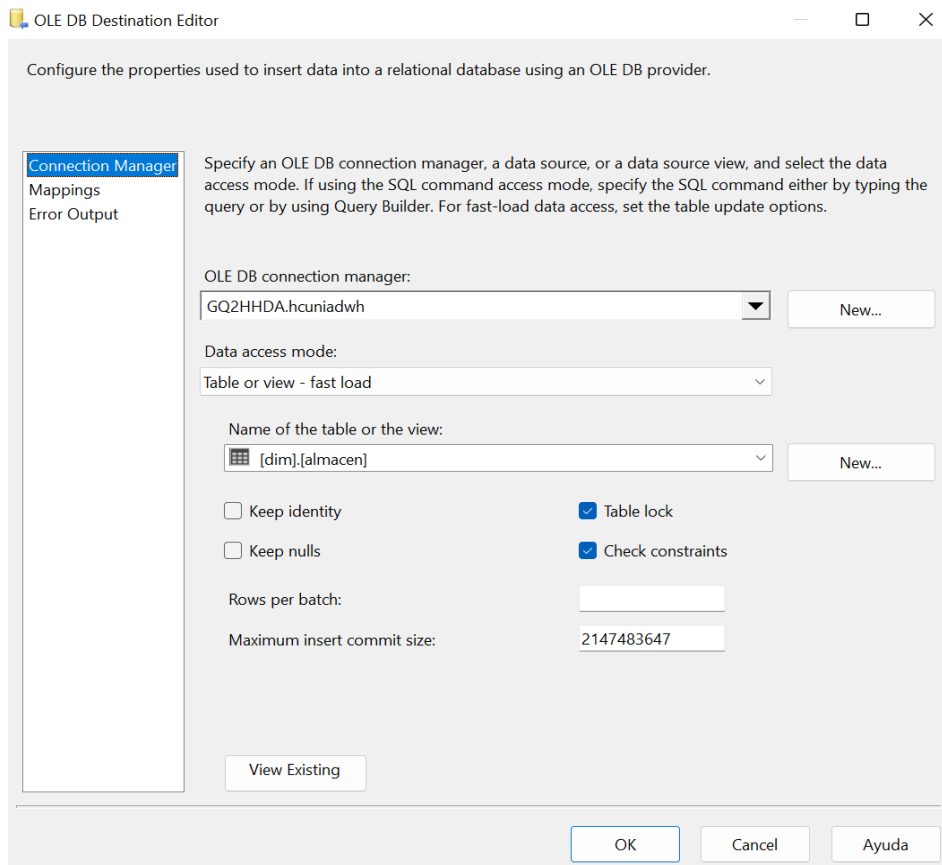 OLE DB Destination Editor
Configure the properties used to insert data into a relational database using an OLE DB provider.
Connection Manager
Mappings
Error Output
Specify an OLE DB connection manager, a data source, or a data source view, and select the data
access mode. If using the SQL command access mode, specify the SQL command either by typing the
query or by using Query Builder. For fast-load data access, set the table update options.
OLE DB connection manager:
GQ2HHDA.hcuniadwh
New...
Data access mode:
Table or view - fast load
Name of the table or the view:
[dim].[almacen]
New...
Keep identity
Table lock
Keep nulls
Check constraints
Rows per batch:
Maximum insert commit size:
2147483647
View Existing
OK
Cancel
Ayuda